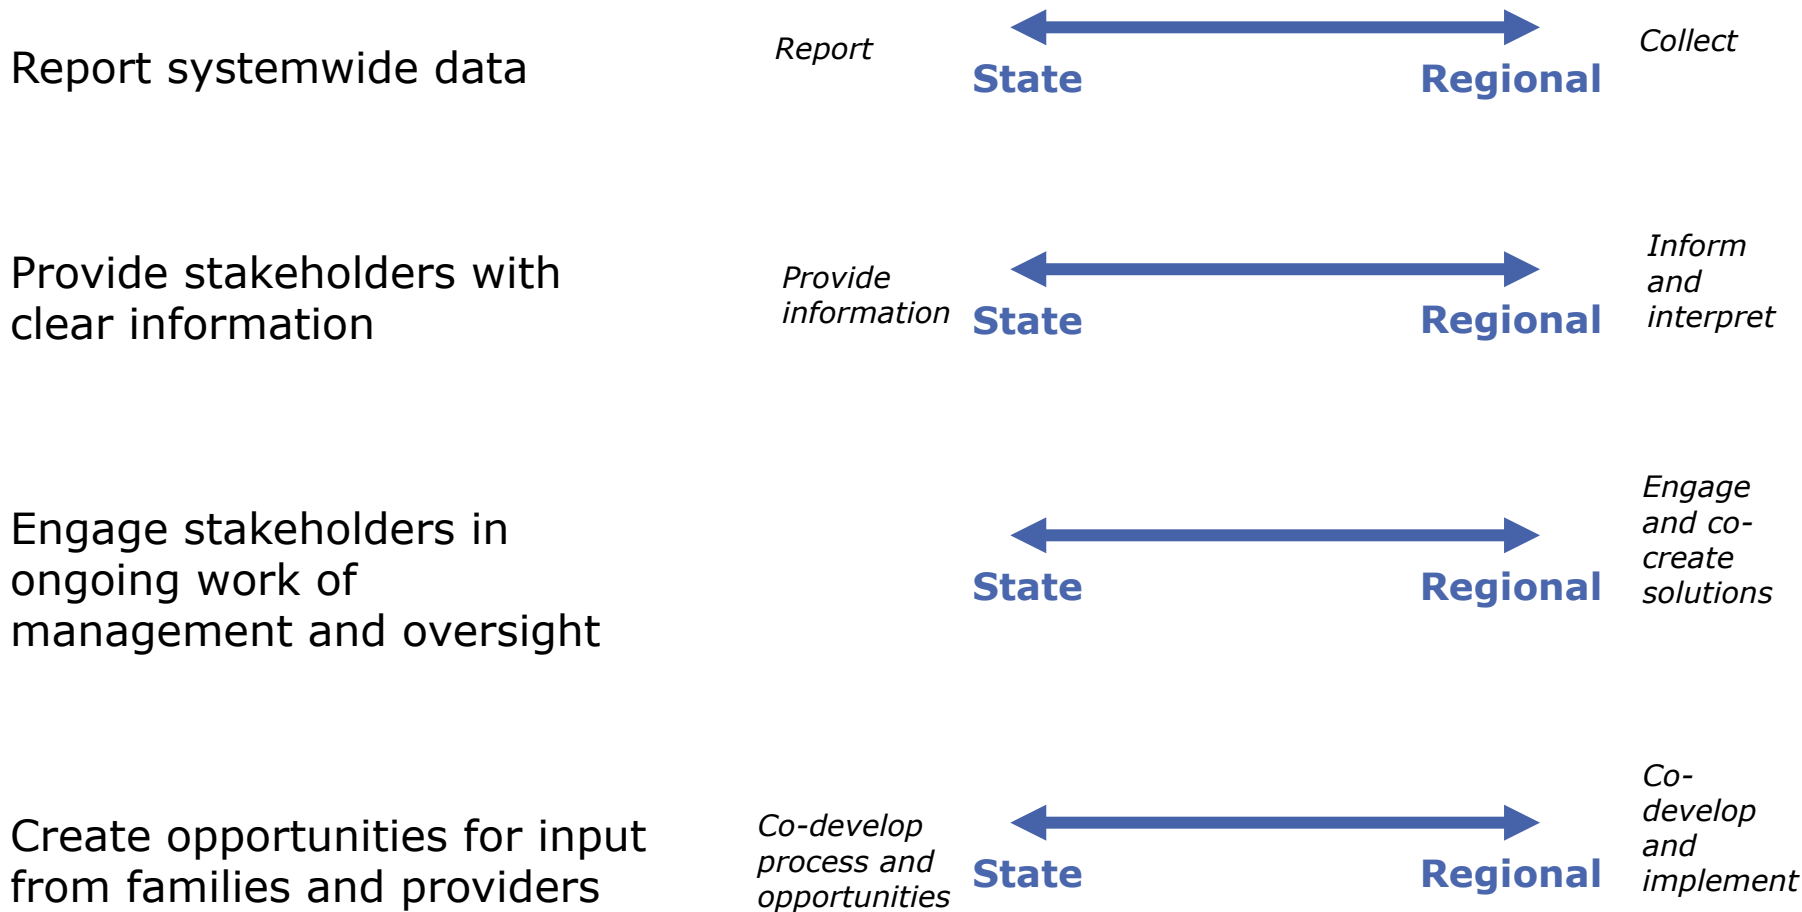 Report systemwide data
Report
State
Regional
Collect
Provide stakeholders with
clear information
Provide
information
State
Regional
Inform
and
interpret
Engage stakeholders in
ongoing work of
management and oversight
State
Regional
Engage
and co-
create
solutions
Create opportunities for input
from families and providers
Co-develop
process and
opportunities
State
Regional
Co-
develop
and
implement